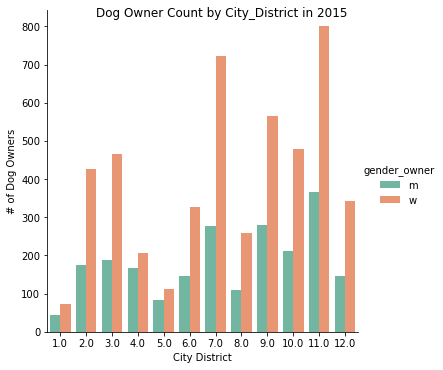 Dog Owner Count by City_District in 2015
# of Dog Owners
800
700
600
500
400
300
200
100
0
1.0 2.0 3.0 4.0 5.0 6.0 7.0 8.0 9.0 10.0 11.0 12.0
City District
gender_owner
m
w